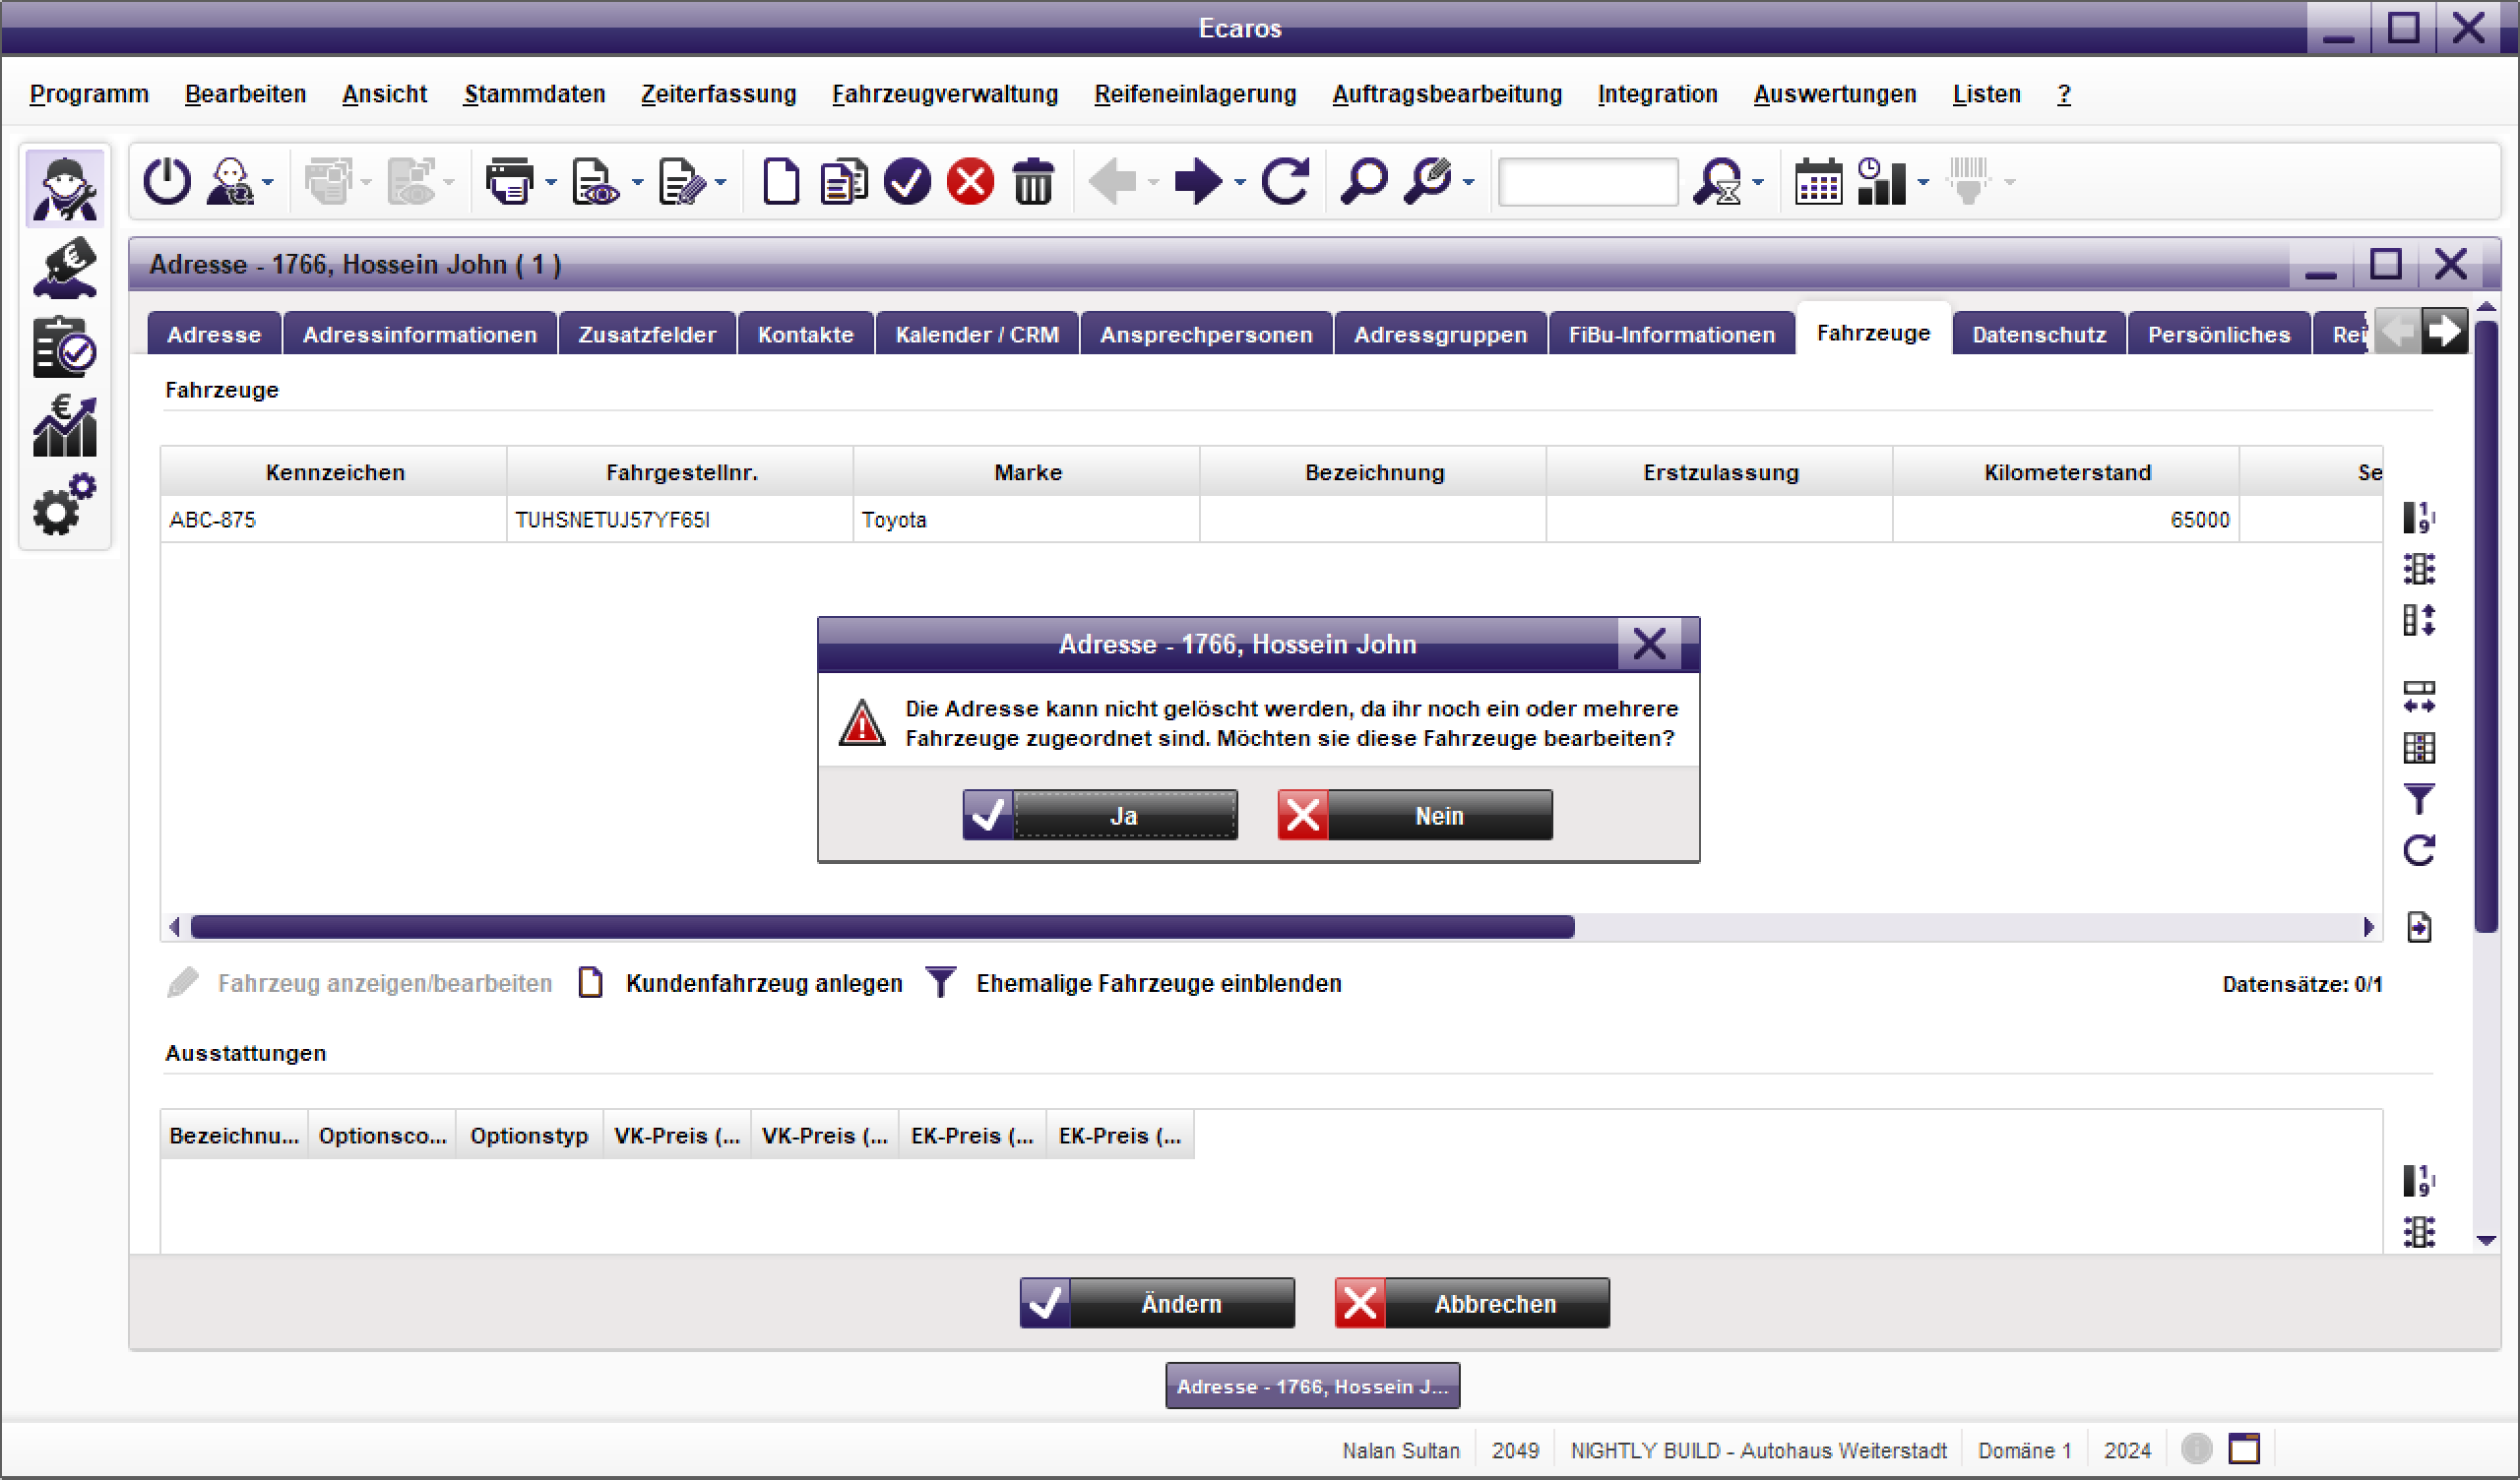 Ecaros
Programm Bearbeiten Ansicht Stammdaten Zeiterfassung Fahrzeugverwaltung Reifeneinlagerung Auftragsbearbeitung Integration Auswertungen Listen ?
Adresse - 1766, Hossein John ( 1 )
Adresse Adressinformationen Zusatzfelder Kontakte Kalender / CRM Ansprechpersonen Adressgruppen FiBu-Informationen Fahrzeuge Datenschutz Persönliches Rei
Fahrzeuge
Kennzeichen Fahrgestellnr. Marke Bezeichnung Erstzulassung Kilometerstand Se
ABC-875 TUHSNETUJ57YF65I Toyota 65000
Adresse - 1766, Hossein John
Die Adresse kann nicht gelöscht werden, da ihr noch ein oder mehrere
Fahrzeuge zugeordnet sind. Möchten sie diese Fahrzeuge bearbeiten?
Ja Nein
Fahrzeug anzeigen/bearbeiten Kundenfahrzeug anlegen Ehemalige Fahrzeuge einblenden Datensätze: 0/1
Ausstattungen
Bezeichnu... Optionsco... Optionstyp VK-Preis (... VK-Preis (... EK-Preis (... EK-Preis (...
Ändern Abbrechen
Adresse - 1766, Hossein J...
Nalan Sultan 2049 NIGHTLY BUILD - Autohaus Weiterstadt Domäne 1 2024